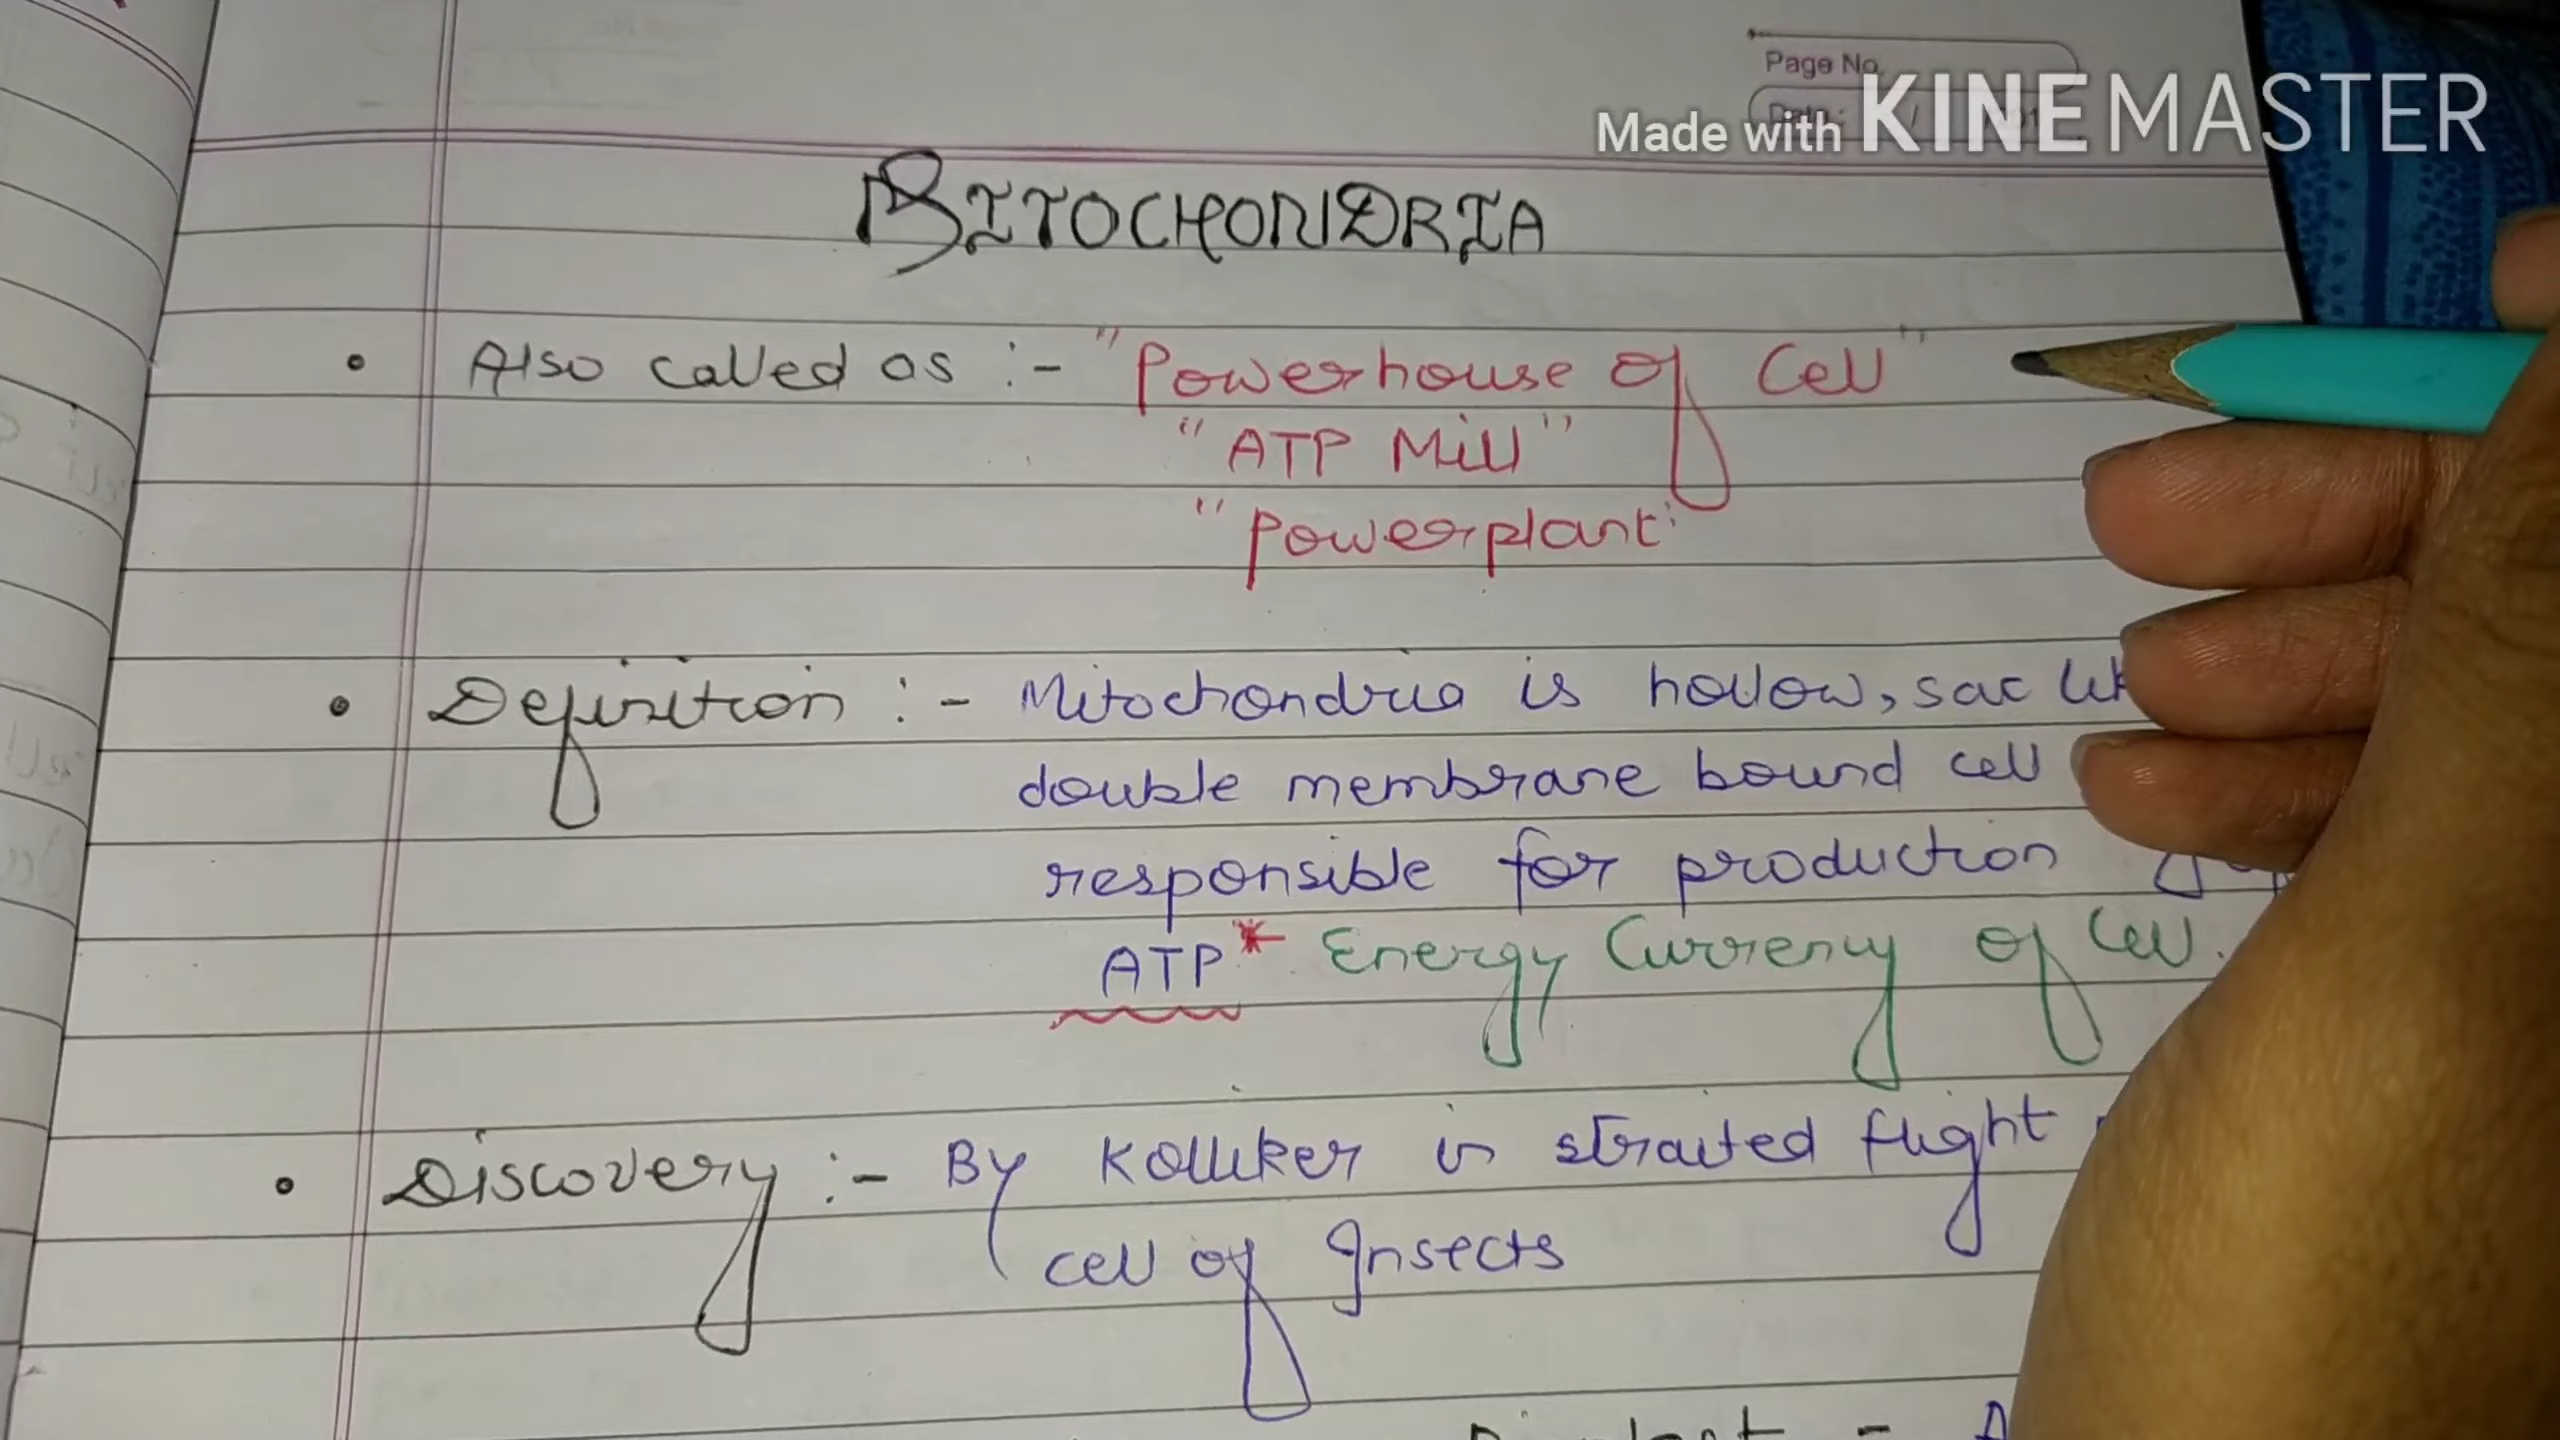 Page No.
Made with KINEMASTER
MITOCHONDRIA
• Also called as :- "Powerhouse of Cell"
"ATP Mill"
"Powerplant"
• Definition :- Mitochondria is hollow, sac
double membrane bound cell
responsible for production
ATP* Energy Currency of Cell.
• Discovery :- By Kolliker in straited flight
cell of Insects